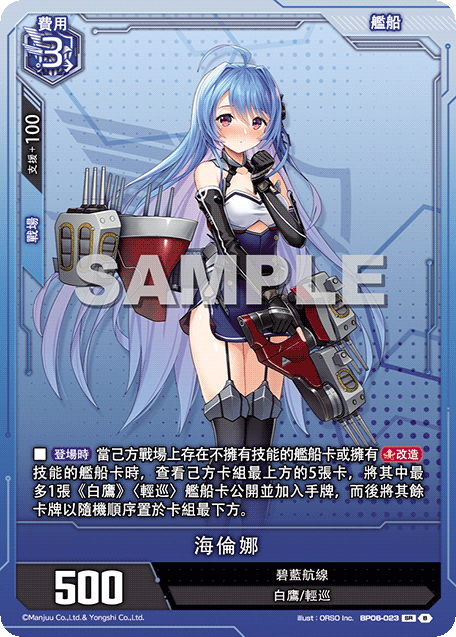 費用
3
艦船
支援+100
戰場
SAMPLE
■ 登場時 當己方戰場上存在不擁有技能的艦船卡或擁有 改造
技能的艦船卡時，查看己方卡組最上方的5張卡，將其中最
多1張《白鷹》〈輕巡〉艦船卡公開並加入手牌，而後將其餘
卡牌以隨機順序置於卡組最下方。
海倫娜
500
碧藍航線
白鷹/輕巡
©Manjuu Co.,Ltd.& Yongshi Co.,Ltd.
illust：ORSO Inc. BP06-023 SR B